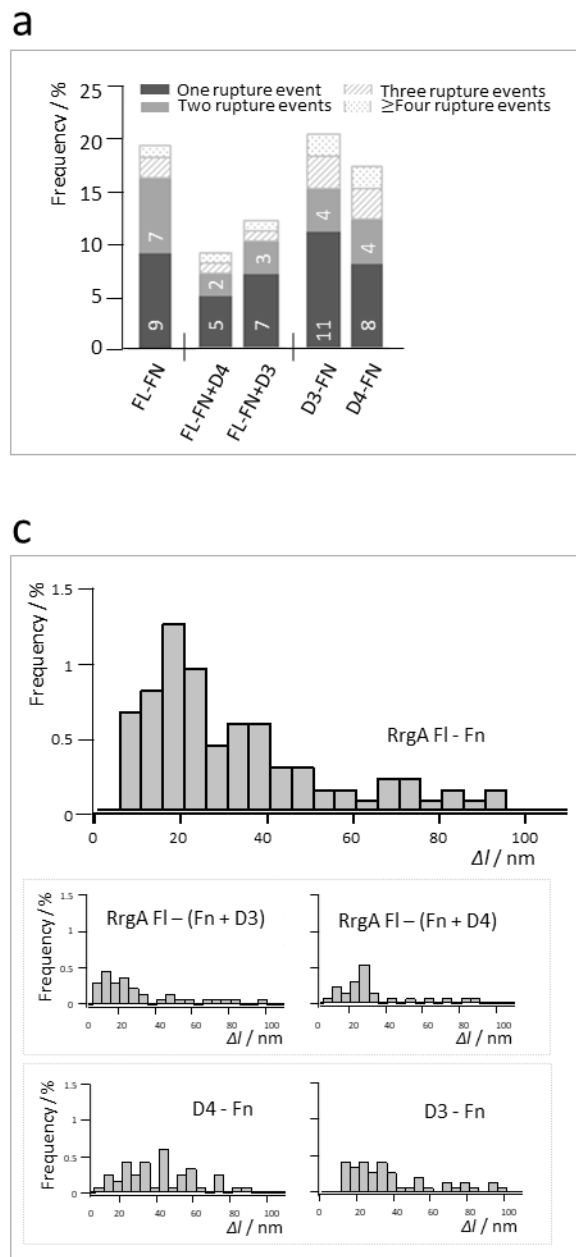 a
25
20
15
10
5
0
Frequency / %
One rupture event
Two rupture events
Three rupture events
≥Four rupture events
9
7
5
2
7
3
11
4
8
4
FL-FN
FL-FN+D4
FL-FN+D3
D3-FN
D4-FN
c
1.5
1
0.5
0
Frequency / %
RrgA Fl - Fn
0 20 40 60 80 100
Δl / nm
RrgA Fl – (Fn + D3)
1.5
1
0.5
0
Frequency / %
0 20 40 60 80 100
Δl / nm
RrgA Fl – (Fn + D4)
0 20 40 60 80 100
Δl / nm
D4 - Fn
1.5
1
0.5
0
Frequency / %
0 20 40 60 80 100
Δl / nm
D3 - Fn
0 20 40 60 80 100
Δl / nm